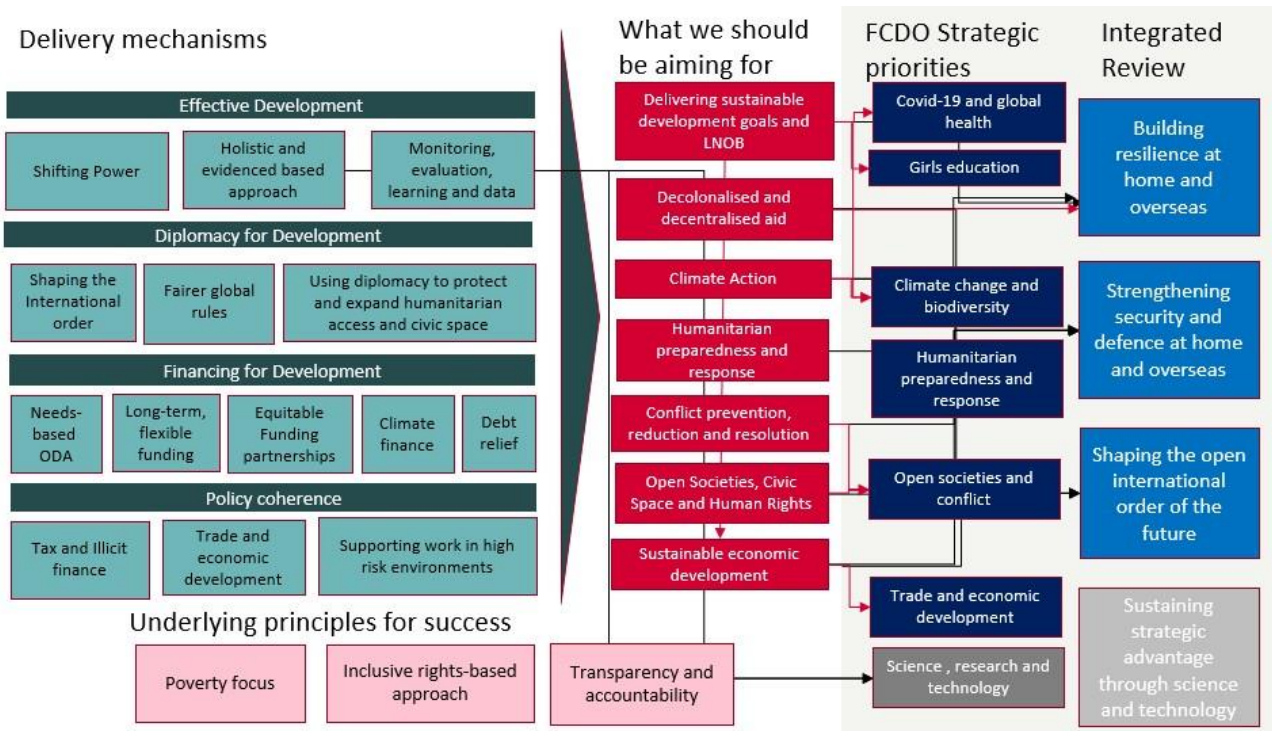 Delivery mechanisms
Effective Development
Shifting Power
Holistic and
evidenced based
approach
Monitoring,
evaluation,
learning and data
Diplomacy for Development
Shaping the
International
order
Fairer global
rules
Using diplomacy to protect
and expand humanitarian
access and civic space
Financing for Development
Needs-
based
ODA
Long-term,
flexible
funding
Equitable
Funding
partnerships
Climate
finance
Debt
relief
Policy coherence
Tax and Illicit
finance
Trade and
economic
development
Supporting work in high
risk environments
Underlying principles for success
Poverty focus
Inclusive rights-based
approach
Transparency and
accountability
What we should
be aiming for
Delivering sustainable
development goals and
LNOB
Decolonalised and
decentralised aid
Climate Action
Humanitarian
preparedness and
response
Conflict prevention,
reduction and resolution
Open Societies, Civic
Space and Human Rights
Sustainable economic
development
FCDO Strategic
priorities
Covid-19 and global
health
Girls education
Climate change and
biodiversity
Humanitarian
preparedness and
response
Open societies and
conflict
Trade and economic
development
Science , research and
technology
Integrated
Review
Building
resilience at
home and
overseas
Strengthening
security and
defence at home
and overseas
Shaping the open
international
order of the
future
Sustaining
strategic
advantage
through science
and technology